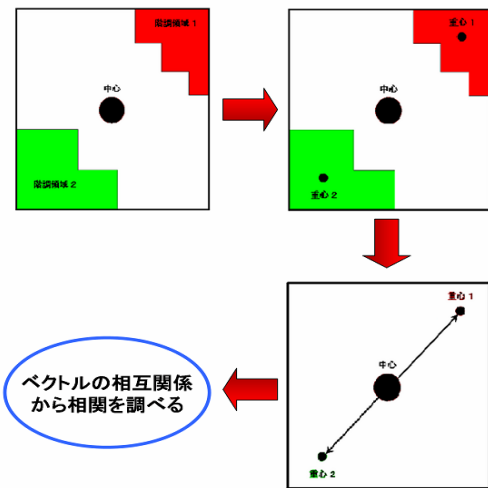 階調領域 1
中心
階調領域 2
重心 1
中心
重心 2
重心 1
中心
重心 2
ベクトルの相互関係
から相関を調べる